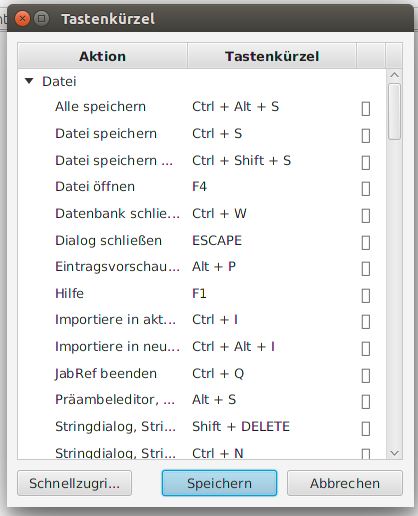 Tastenkürzel
Aktion Tastenkürzel
Datei
Alle speichern Ctrl + Alt + S
Datei speichern Ctrl + S
Datei speichern ... Ctrl + Shift + S
Datei öffnen F4
Datenbank schlie... Ctrl + W
Dialog schließen ESCAPE
Eintragsvorschau... Alt + P
Hilfe F1
Importiere in akt... Ctrl + I
Importiere in neu... Ctrl + Alt + I
JabRef beenden Ctrl + Q
Präambeleditor, ... Alt + S
Stringdialog, Stri... Shift + DELETE
Stringdialog, Stri... Ctrl + N
Schnellzugri... Speichern Abbrechen